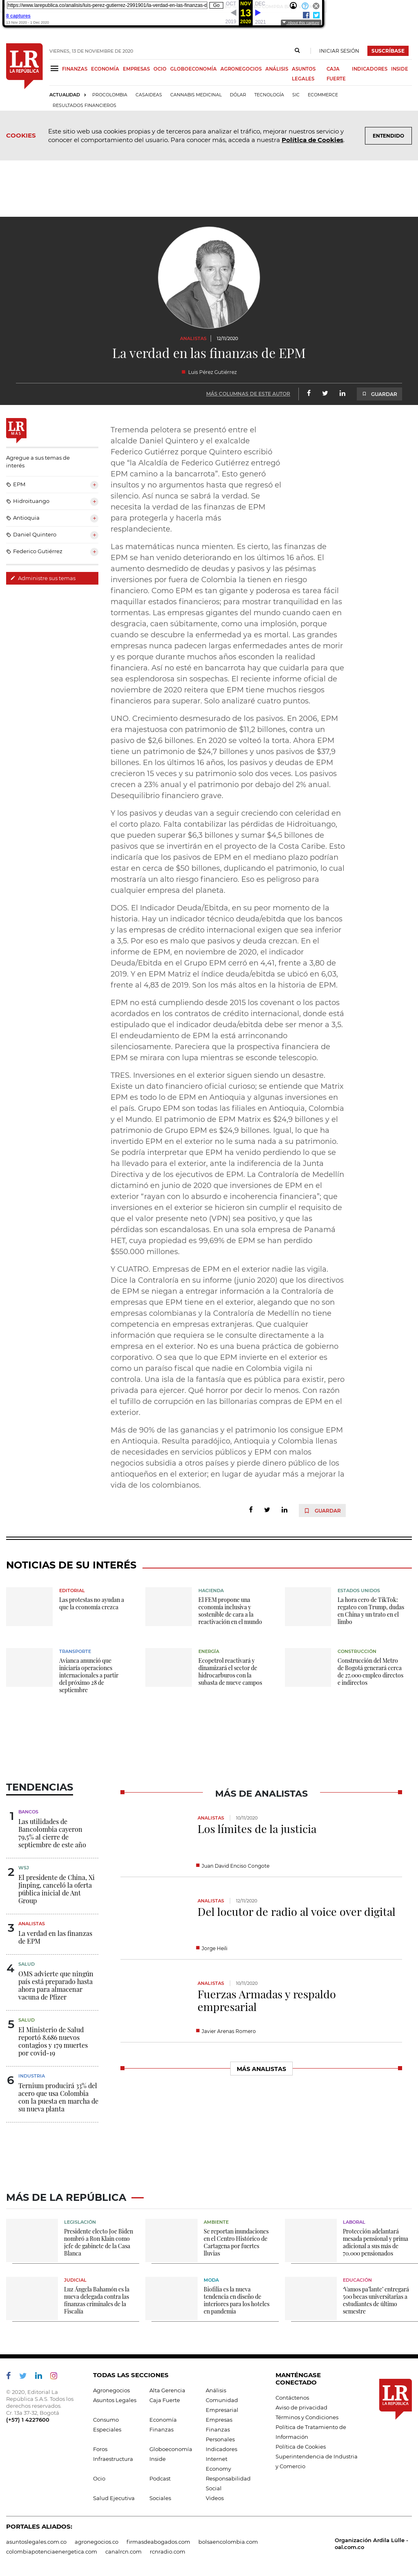 https://www.larepublica.co/analisis/luis-perez-gutierrez-2991901/la-verdad-en-las-finanzas-d
Go
OCT NOV DEC
13
2019 2020 2021
8 captures
13 Nov 2020 - 1 Dec 2020
About this capture
LR
LA REPÚBLICA
VIERNES, 13 DE NOVIEMBRE DE 2020
INICIAR SESIÓN
SUSCRÍBASE
FINANZAS ECONOMÍA EMPRESAS OCIO GLOBOECONOMÍA AGRONEGOCIOS ANÁLISIS ASUNTOS LEGALES CAJA FUERTE INDICADORES INSIDE
ACTUALIDAD PROCOLOMBIA CASAIDEAS CANNABIS MEDICINAL DÓLAR TECNOLOGÍA SIC ECOMMERCE
RESULTADOS FINANCIEROS
COOKIES
Este sitio web usa cookies propias y de terceros para analizar el tráfico, mejorar nuestros servicio y
conocer el comportamiento del usuario. Para conocer más, acceda a nuestra Política de Cookies.
ENTENDIDO
ANALISTAS 12/11/2020
La verdad en las finanzas de EPM
Luis Pérez Gutiérrez
MÁS COLUMNAS DE ESTE AUTOR
GUARDAR
LR
MÁS
Agregue a sus temas de
interés
EPM +
Hidroituango +
Antioquia +
Daniel Quintero +
Federico Gutiérrez +
Administre sus temas
Tremenda pelotera se presentó entre el
alcalde Daniel Quintero y el exalcalde
Federico Gutiérrez porque Quintero escribió
que “la Alcaldía de Federico Gutiérrez entregó
EPM camino a la bancarrota”. Esto generó
insultos y no argumentos hasta que regresó el
silencio. Así nunca se sabrá la verdad. Se
necesita la verdad de las finanzas de EPM
para protegerla y hacerla más
resplandeciente.
Las matemáticas nunca mienten. Es cierto, las finanzas de
EPM se han venido deteriorando en los últimos 16 años. El
desmedido aumento de deudas y pasivos y las pésimas
inversiones por fuera de Colombia la tienen en riesgo
financiero. Como EPM es tan gigante y poderosa es tarea fácil
maquillar estados financieros; para mostrar tranquilidad en las
tormentas. Las empresas gigantes del mundo cuando caen en
desgracia, caen súbitamente, como una implosión, porque
cuando se descubre la enfermedad ya es mortal. Las grandes
empresas nunca padecen largas enfermedades antes de morir
y es porque durante muchos años esconden la realidad
financiera. Así no esté en bancarrota hay que cuidarla para que
esa sospecha no sea delirio sicodélico. El reciente informe de
noviembre de 2020 reitera que EPM tiene muchos riesgos
financieros para superar. Solo analizaré cuatro puntos.
UNO. Crecimiento desmesurado de los pasivos. En 2006, EPM
era majestuosa con patrimonio de $11,2 billones, contra un
pasivo de $2,6 billones. En 2020 se volvió torva la torta. Ahora EPM
tiene un patrimonio de $24,7 billones y unos pasivos de $37,9
billones. En los últimos 16 años, los pasivos y deudas de EPM
crecieron 15 veces y su patrimonio solo dos veces. Los pasivos
crecieron cada año al 21% y el patrimonio por debajo del 2% anual.
Desequilibrio financiero grave.
Y los pasivos y deudas van a seguir creciendo con celeridad en
el corto plazo. Falta contabilizar las pérdidas de Hidroituango,
que pueden superar $6,3 billones y sumar $4,5 billones de
pasivos que se invertirán en el proyecto de la Costa Caribe. Esto
conduce a que en corto plazo los pasivos y deudas podrían
estar en cerca de $50 billones, duplicando el patrimonio, lo cual
mostraría un alto riesgo financiero. Eso es peligroso para
cualquier empresa del planeta.
DOS. El Indicador Deuda/Ebitda, en su peor momento de la
historia. Hay un indicador técnico deuda/ebitda que los bancos
y las empresas de crédito internacional exigen que sea inferior
a 3,5. Por eso es malo que pasivos y deuda crezcan. En el
informe de EPM, en noviembre de 2020, el indicador
Deuda/Ebitda en el Grupo EPM cerró en 4,41, frente a 3,80 de
2019. Y en EPM Matriz el índice deuda/ebitda se ubicó en 6,03,
frente al 4,83 de 2019. Son los más altos en la historia de EPM.
EPM no está cumpliendo desde 2015 los covenant o los pactos
acordados en los contratos de crédito internacional, donde está
estipulado que el indicador deuda/ebitda debe ser menor a 3,5.
El endeudamiento de EPM la está arrinconando
silenciosamente. Pareciera que la prospectiva financiera de
EPM se mirara con lupa mientras se esconde telescopio.
TRES. Inversiones en el exterior siguen siendo un desastre.
Existe un dato financiero oficial curioso; se entiende que Matrix
EPM es todo lo de EPM en Antioquia y algunas inversiones en
el país. Grupo EPM son todas las filiales en Antioquia, Colombia
y el Mundo. El patrimonio de EPM Matrix es $24,9 billones. Y el
patrimonio de Grupo EPM es $24,9 billones. Igual, lo que ha
invertido EPM en el exterior no le suma nada a su patrimonio.
Se podría inferir que ya está perdido todo lo que se ha llevado
para el exterior, ante la indiferencia total de la Junta
Directiva y de los ejecutivos de EPM. La Contraloría de Medellín
dictaminó en junio de 2020 que inversiones de EPM en el
exterior “rayan con lo absurdo e incoherencia financiera”; que
inversiones en el exterior siempre se hicieron por un valor lejano
del valor presente neto (VPN) sea positivo, y que las
pérdidas son escandalosas. En una sola empresa de Panamá
HET, cuya propiedad es 99,69% de EPM se han perdido
$550.000 millones.
Y CUATRO. Empresas de EPM en el exterior nadie las vigila.
Dice la Contraloría en su informe (junio 2020) los directivos de
EPM se niegan a entregar información a la Contraloría de
Empresas que EPM tiene en el exterior, alegando que no son
empresas colombianas y la Contraloría de Medellín no tiene
competencia en empresas extranjeras. Entonces, quién las
cuida. Eso no es una buena práctica de buen gobierno
corporativo. O sea que lo que EPM invierte en el exterior es
como un paraíso fiscal que nadie en Colombia vigila ni
controla. Una isla de la fantasía que es pública para existir, pero
privada para ejercer. Qué horror por decir lo menos. Eso no es
correcto. Y EPM tiene billones de barras colgando empresas en
el exterior.
Más de 90% de las ganancias y el patrimonio los consigue EPM
en Antioquia. Resulta paradójico, Antioquia y Colombia llenas
de necesidades en servicios públicos y EPM con malos
negocios subsidia a otros países y pierde dinero público de los
antioqueños en el exterior; en lugar de ayudar más a mejorar la
vida de los colombianos.
GUARDAR
NOTICIAS DE SU INTERÉS
EDITORIAL
Las protestas no ayudan a
que la economía crezca
HACIENDA
El FEM propone una
economía inclusiva y
sostenible de cara a la
reactivación en el mundo
ESTADOS UNIDOS
La hora cero de TikTok:
regateo con Trump, dudas
en China y un trato en el
limbo
TRANSPORTE
Avianca anunció que
iniciaría operaciones
internacionales a partir
del próximo 28 de
septiembre
ENERGÍA
Ecopetrol reactivará y
dinamizará el sector de
hidrocarburos con la
subasta de nueve campos
CONSTRUCCIÓN
Construcción del Metro
de Bogotá generará cerca
de 27.000 empleo directos
e indirectos
TENDENCIAS
1 BANCOS
Las utilidades de
Bancolombia cayeron
79,5% al cierre de
septiembre de este año
2 WSJ
El presidente de China, Xi
Jinping, canceló la oferta
pública inicial de Ant
Group
3 ANALISTAS
La verdad en las finanzas
de EPM
4 SALUD
OMS advierte que ningún
país está preparado hasta
ahora para almacenar
vacuna de Pfizer
5 SALUD
El Ministerio de Salud
reportó 8.686 nuevos
contagios y 179 muertes
por covid-19
6 INDUSTRIA
Ternium producirá 33% del
acero que usa Colombia
con la puesta en marcha de
su nueva planta
MÁS DE ANALISTAS
ANALISTAS 10/11/2020
Los límites de la justicia
Juan David Enciso Congote
ANALISTAS 12/11/2020
Del locutor de radio al voice over digital
Jorge Heili
ANALISTAS 10/11/2020
Fuerzas Armadas y respaldo
empresarial
Javier Arenas Romero
MÁS ANALISTAS
MÁS DE LA REPÚBLICA
LEGISLACIÓN
Presidente electo Joe Biden
nombró a Ron Klain como
jefe de gabinete de la Casa
Blanca
AMBIENTE
Se reportan inundaciones
en el Centro Histórico de
Cartagena por fuertes
lluvias
LABORAL
Protección adelantará
mesada pensional y prima
adicional a sus más de
70.000 pensionados
JUDICIAL
Luz Ángela Bahamón es la
nueva delegada contra las
finanzas criminales de la
Fiscalía
MODA
Biofilia es la nueva
tendencia en diseño de
interiores para los hoteles
en pandemia
EDUCACIÓN
‘Vamos pa’lante’ entregará
500 becas universitarias a
estudiantes de último
semestre
© 2020, Editorial La
República S.A.S. Todos los
derechos reservados.
Cr. 13a 37-32, Bogotá
(+57) 1 4227600
TODAS LAS SECCIONES
Agronegocios Alta Gerencia Análisis
Asuntos Legales Caja Fuerte Comunidad Empresarial
Consumo Economía Empresas
Especiales Finanzas Finanzas Personales
Foros Globoeconomía Indicadores
Infraestructura Inside Internet Economy
Ocio Podcast Responsabilidad Social
Salud Ejecutiva Sociales Videos
MANTÉNGASE
CONECTADO
Contáctenos
Aviso de privacidad
Términos y Condiciones
Política de Tratamiento de
Información
Política de Cookies
Superintendencia de Industria
y Comercio
LR
LA REPÚBLICA
PORTALES ALIADOS:
asuntoslegales.com.co agronegocios.co firmasdeabogados.com bolsaencolombia.com
colombiapotenciaenergetica.com canalrcn.com rcnradio.com
Organización Ardila Lülle -
oal.com.co